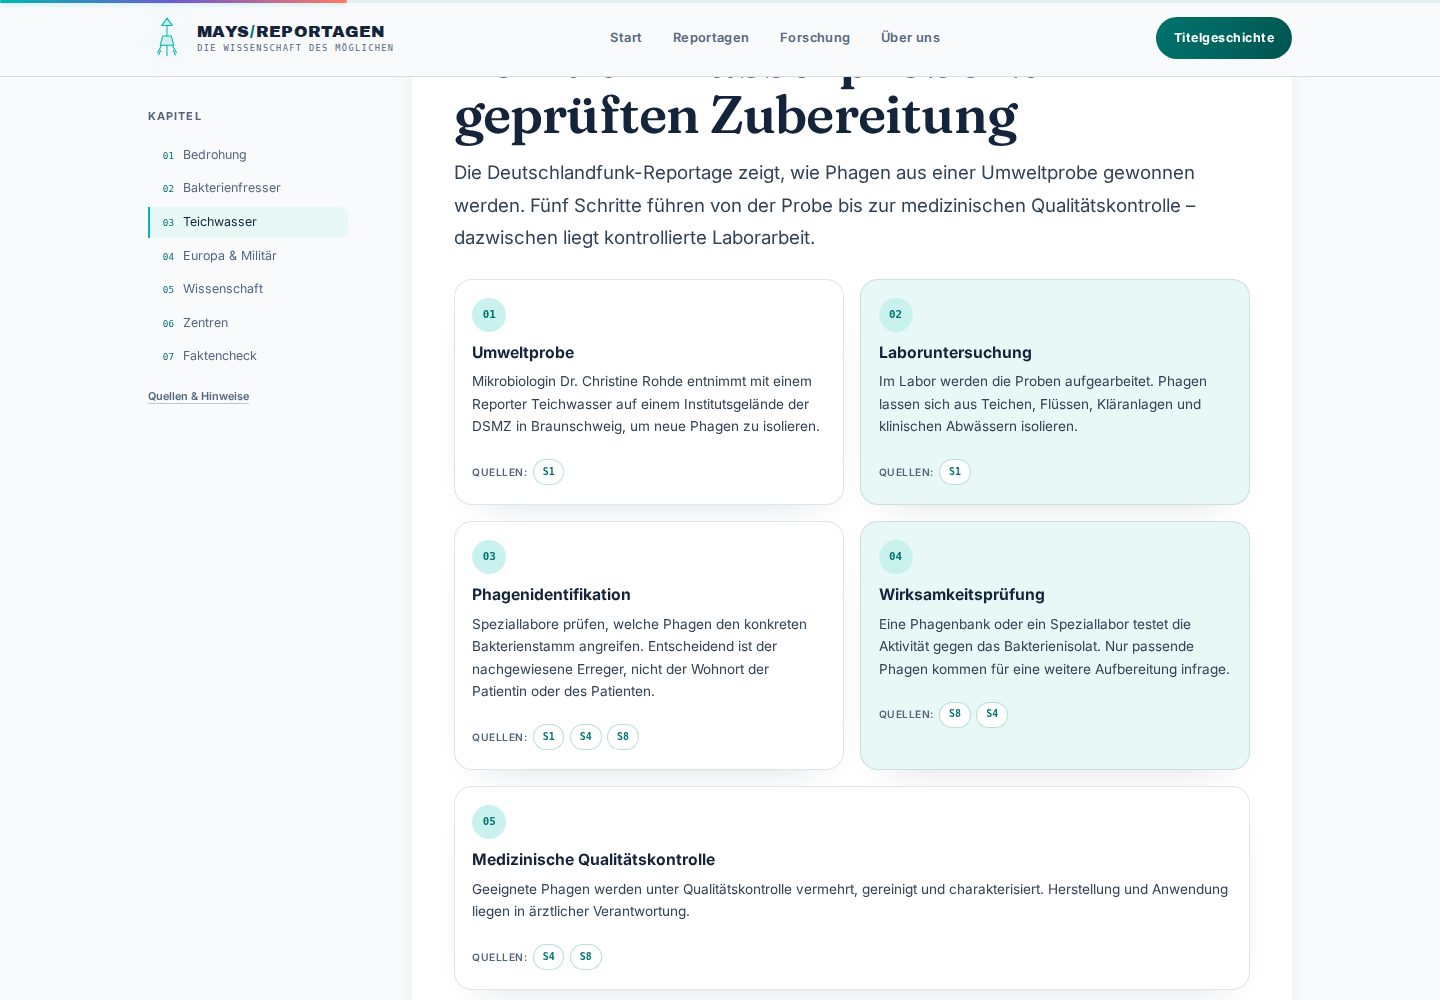 MAYS/REPORTAGEN
DIE WISSENSCHAFT DES MÖGLICHEN
Start
Reportagen
Forschung
Über uns
Titelgeschichte
KAPITEL
01 Bedrohung
02 Bakterienfresser
03 Teichwasser
04 Europa & Militär
05 Wissenschaft
06 Zentren
07 Faktencheck
Quellen & Hinweise
geprüften Zubereitung
Die Deutschlandfunk-Reportage zeigt, wie Phagen aus einer Umweltprobe gewonnen
werden. Fünf Schritte führen von der Probe bis zur medizinischen Qualitätskontrolle –
dazwischen liegt kontrollierte Laborarbeit.
01
Umweltprobe
Mikrobiologin Dr. Christine Rohde entnimmt mit einem
Reporter Teichwasser auf einem Institutsgelände der
DSMZ in Braunschweig, um neue Phagen zu isolieren.
QUELLEN: S1
02
Laboruntersuchung
Im Labor werden die Proben aufgearbeitet. Phagen
lassen sich aus Teichen, Flüssen, Kläranlagen und
klinischen Abwässern isolieren.
QUELLEN: S1
03
Phagenidentifikation
Speziallabore prüfen, welche Phagen den konkreten
Bakterienstamm angreifen. Entscheidend ist der
nachgewiesene Erreger, nicht der Wohnort der
Patientin oder des Patienten.
QUELLEN: S1 S4 S8
04
Wirksamkeitsprüfung
Eine Phagenbank oder ein Speziallabor testet die
Aktivität gegen das Bakterienisolat. Nur passende
Phagen kommen für eine weitere Aufbereitung infrage.
QUELLEN: S8 S4
05
Medizinische Qualitätskontrolle
Geeignete Phagen werden unter Qualitätskontrolle vermehrt, gereinigt und charakterisiert. Herstellung und Anwendung
liegen in ärztlicher Verantwortung.
QUELLEN: S4 S8